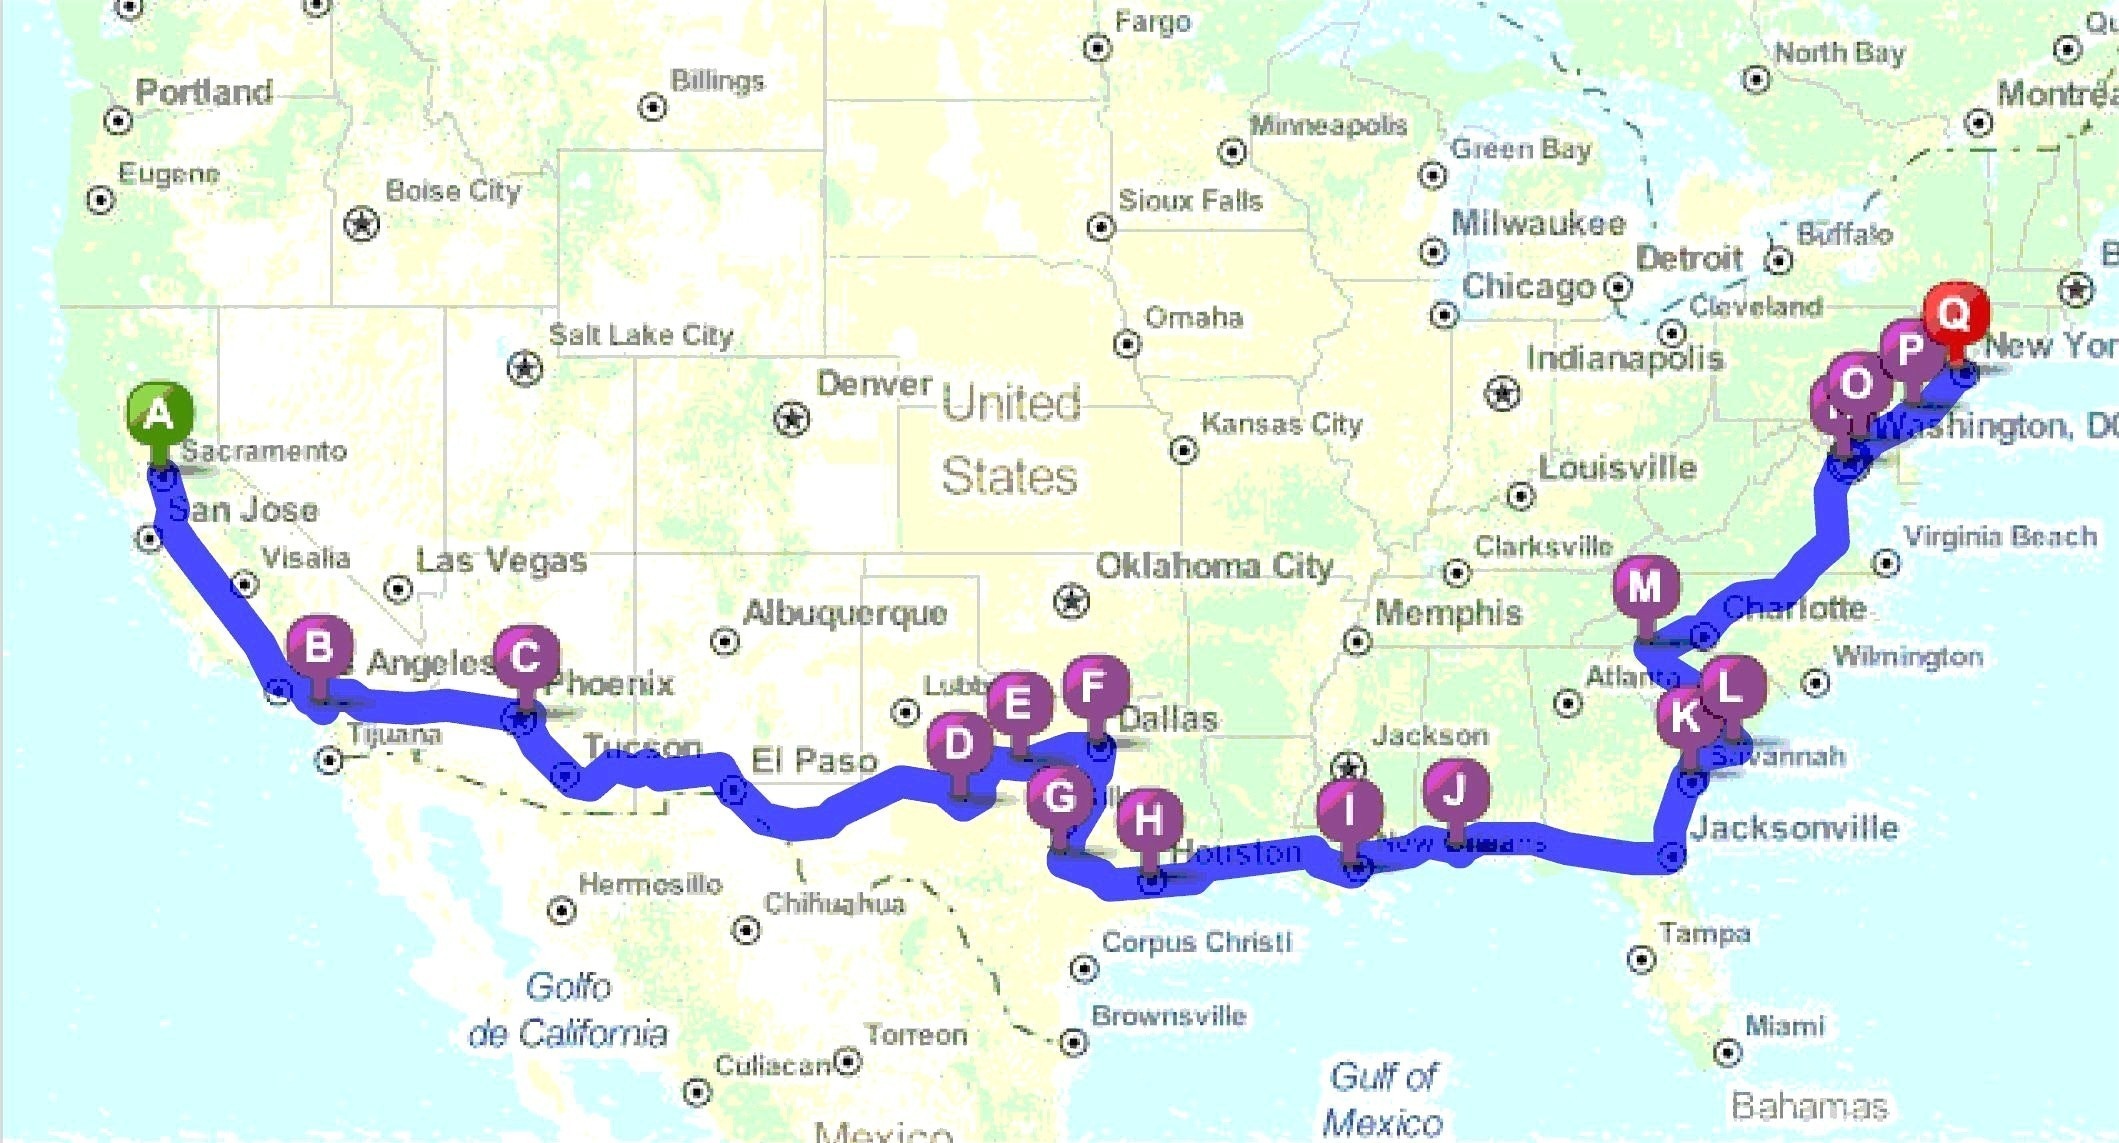 Fargo
Qu
North Bay
Portland
Billings
Montréa
Minneapolis
Green Bay
Eugene
Boise City
Sioux Falls
Milwaukee
Buffalo
Detroit
B
Chicago
Cleveland
Omaha
Q
Salt Lake City
Indianapolis
P
New Yor
Denver
United
States
O
A
Kansas City
Washington, DC
Sacramento
Louisville
San Jose
Visalia
Las Vegas
Clarksville
Virginia Beach
Oklahoma City
M
Albuquerque
Memphis
Charlotte
B
Angeles
C
Phoenix
Lubb
E
F
Atlanta
L
Wilmington
K
Dallas
Tijuana
Tucson
El Paso
D
Jackson
Savannah
G
ill
H
I
J
Houston
New Orleans
Jacksonville
Hermosillo
Chihuahua
Corpus Christi
Tampa
Golfo
de California
Brownsville
Torreon
Culiacan
Miami
Gulf of
Mexico
Bahamas
Mexico